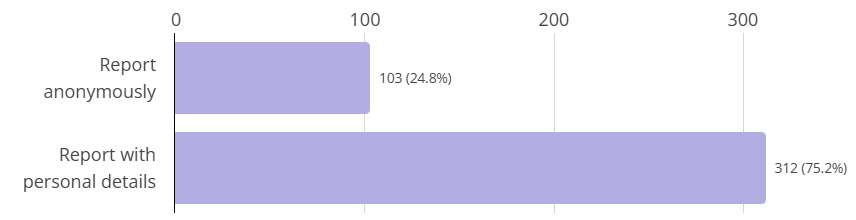 0 100 200 300
Report
anonymously
103 (24.8%)
Report with
personal details
312 (75.2%)